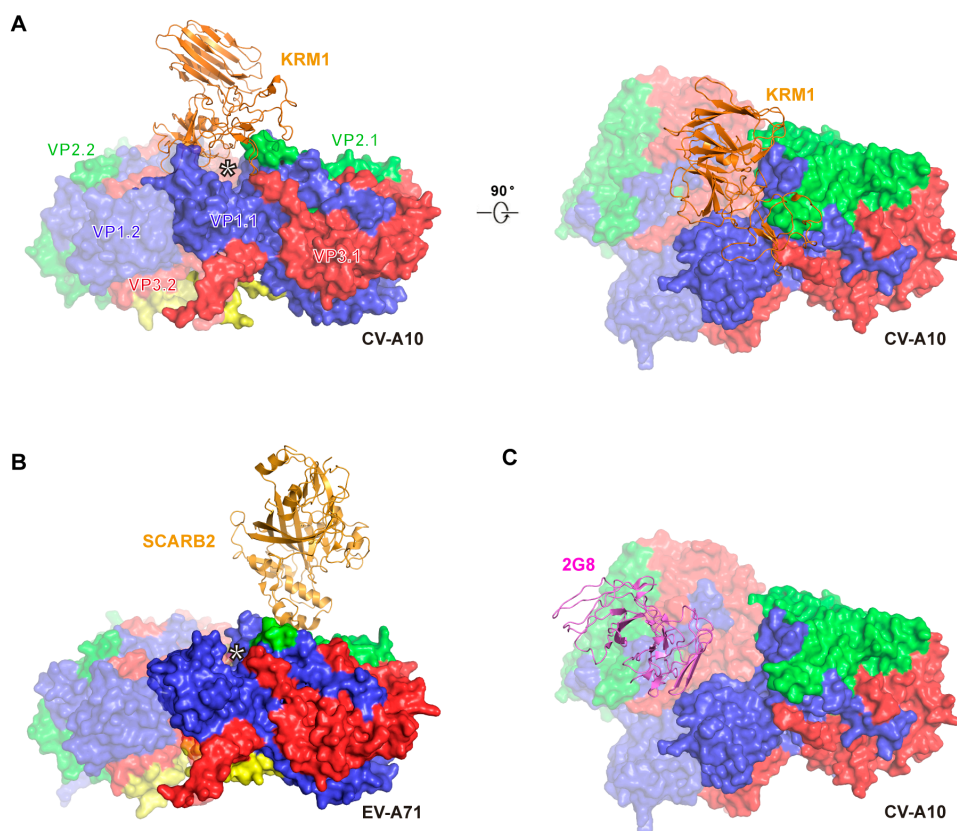 A
KRM1
VP2.2
VP2.1
*
VP1.2
VP1.1
VP3.1
VP3.2
CV-A10
90°
KRM1
CV-A10
B
SCARB2
*
EV-A71
C
2G8
CV-A10